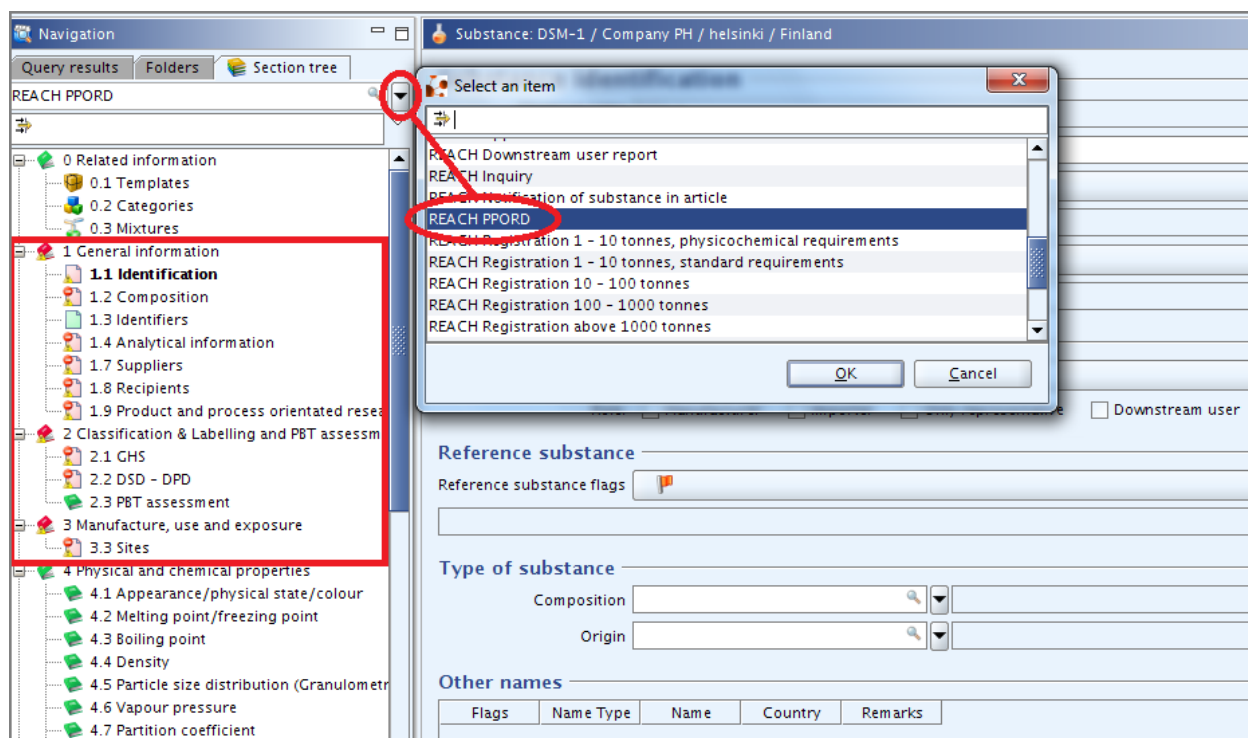 Navigation
Query results Folders Section tree
REACH PPORD
0 Related information
0.1 Templates
0.2 Categories
0.3 Mixtures
1 General information
1.1 Identification
1.2 Composition
1.3 Identifiers
1.4 Analytical information
1.7 Suppliers
1.8 Recipients
1.9 Product and process orientated resea
2 Classification & Labelling and PBT assessm
2.1 GHS
2.2 DSD - DPD
2.3 PBT assessment
3 Manufacture, use and exposure
3.3 Sites
4 Physical and chemical properties
4.1 Appearance/physical state/colour
4.2 Melting point/freezing point
4.3 Boiling point
4.4 Density
4.5 Particle size distribution (Granulometr
4.6 Vapour pressure
4.7 Partition coefficient
Substance: DSM-1 / Company PH / helsinki / Finland
Select an item
REACH Downstream user report
REACH Inquiry
REACH Notification of substance in article
REACH PPORD
REACH Registration 1 - 10 tonnes, physicochemical requirements
REACH Registration 1 - 10 tonnes, standard requirements
REACH Registration 10 - 100 tonnes
REACH Registration 100 - 1000 tonnes
REACH Registration above 1000 tonnes
OK Cancel
Downstream user
Reference substance
Reference substance flags
Type of substance
Composition
Origin
Other names
Flags Name Type Name Country Remarks